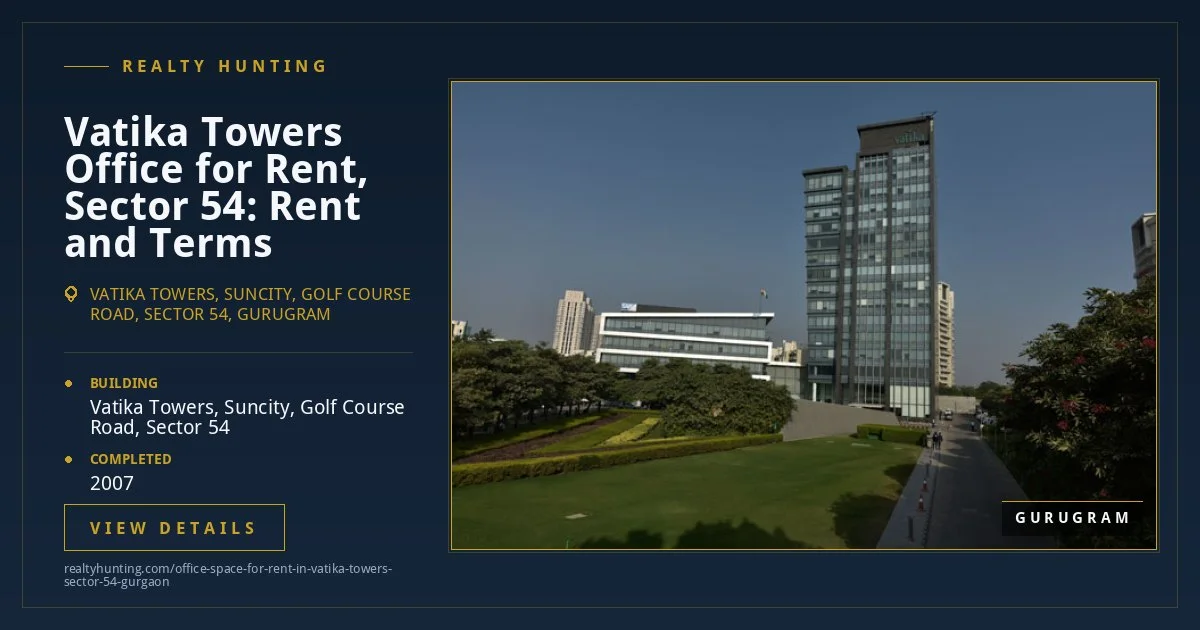 REALTY HUNTING
Vatika Towers
Office for Rent,
Sector 54: Rent
and Terms
VATIKA TOWERS, SUNCITY, GOLF COURSE
ROAD, SECTOR 54, GURUGRAM
BUILDING
Vatika Towers, Suncity, Golf Course
Road, Sector 54
COMPLETED
2007
VIEW DETAILS
realtyhunting.com/office-space-for-rent-in-vatika-towers-
sector-54-gurgaon
vatika
GURUGRAM